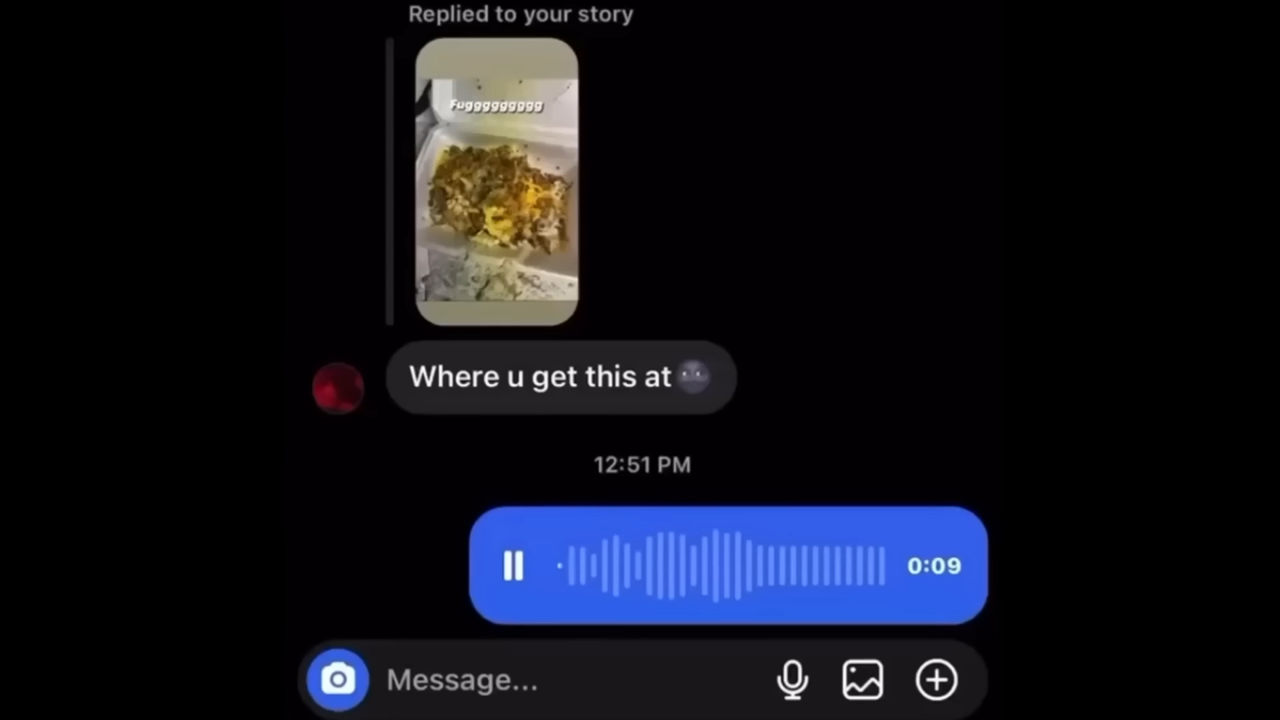 Replied to your story
Fuggggggggg
Where u get this at🌚
12:51 PM
0:09
Message...